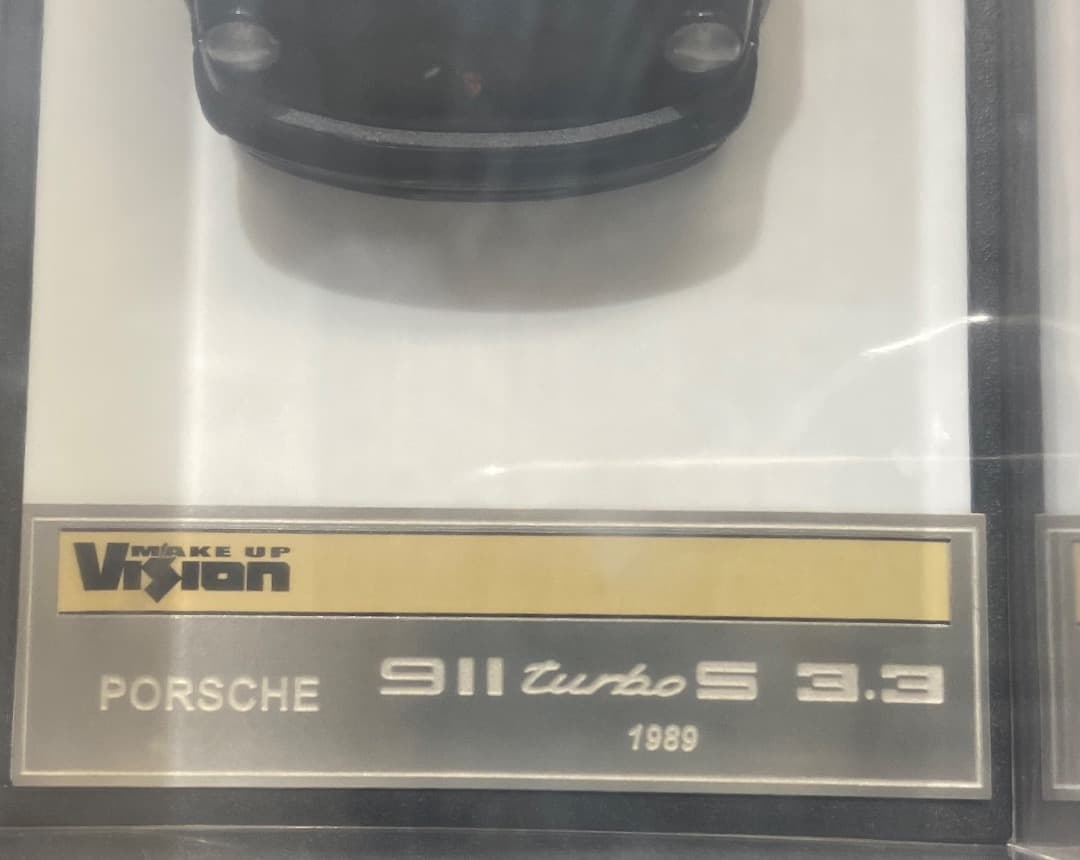 MAKE UP
Vision
PORSCHE 911 turbo S 3.3
1989